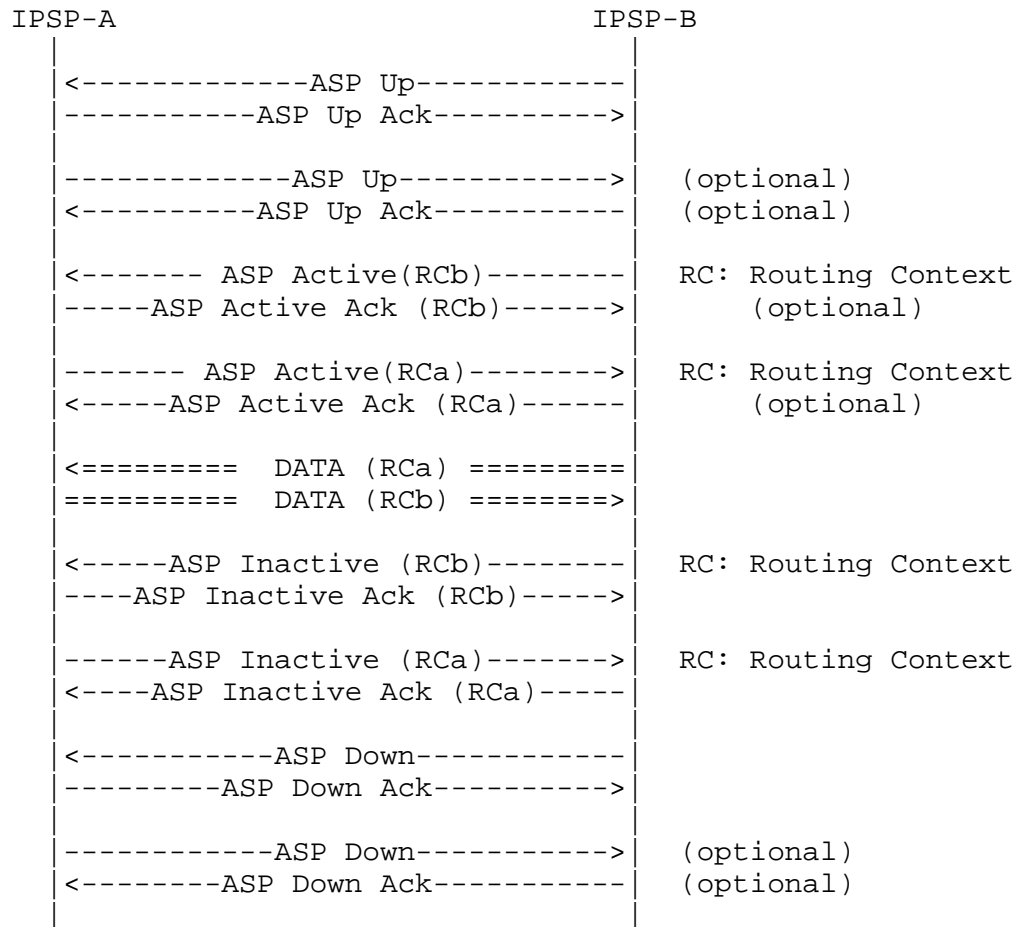 IPSP-A                              IPSP-B
  |                                   |
  |<-------------ASP Up------------|
  |-----------ASP Up Ack---------->|
  |                                   |
  |-------------ASP Up------------>|  (optional)
  |<----------ASP Up Ack-----------|  (optional)
  |                                   |
  |<------- ASP Active(RCb)--------|  RC: Routing Context
  |-----ASP Active Ack (RCb)------>|      (optional)
  |                                   |
  |------- ASP Active(RCa)-------->|  RC: Routing Context
  |<-----ASP Active Ack (RCa)------|      (optional)
  |                                   |
  |<=========  DATA (RCa) =========|
  |==========  DATA (RCb) ========>|
  |                                   |
  |<-----ASP Inactive (RCb)--------|  RC: Routing Context
  |----ASP Inactive Ack (RCb)----->|
  |                                   |
  |------ASP Inactive (RCa)------->|  RC: Routing Context
  |<----ASP Inactive Ack (RCa)-----|
  |                                   |
  |<-----------ASP Down------------|
  |---------ASP Down Ack---------->|
  |                                   |
  |------------ASP Down----------->|  (optional)
  |<--------ASP Down Ack-----------|  (optional)
  |                                   |